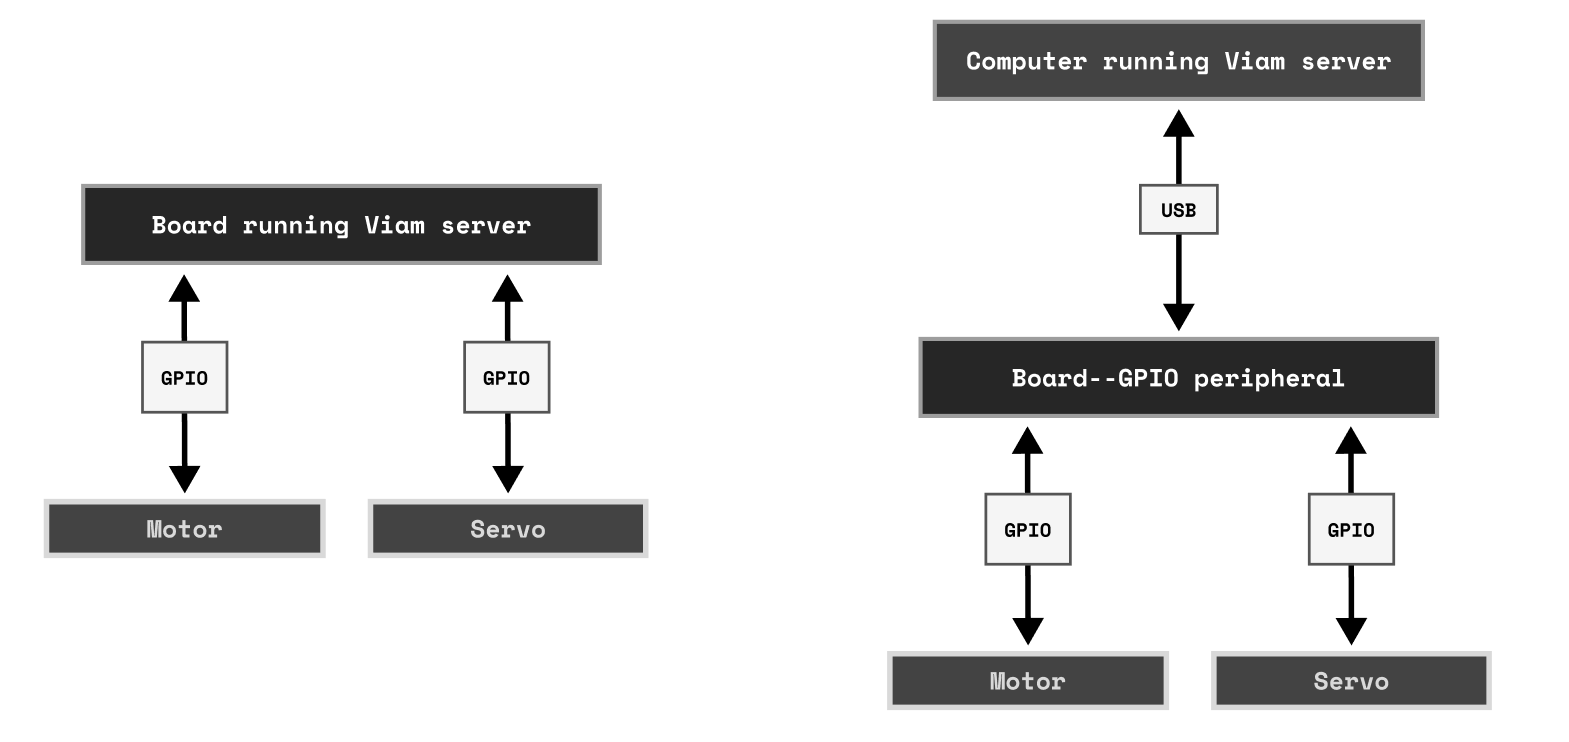 Board running Viam server
GPIO
GPIO
Motor
Servo
Computer running Viam server
USB
Board--GPIO peripheral
GPIO
GPIO
Motor
Servo